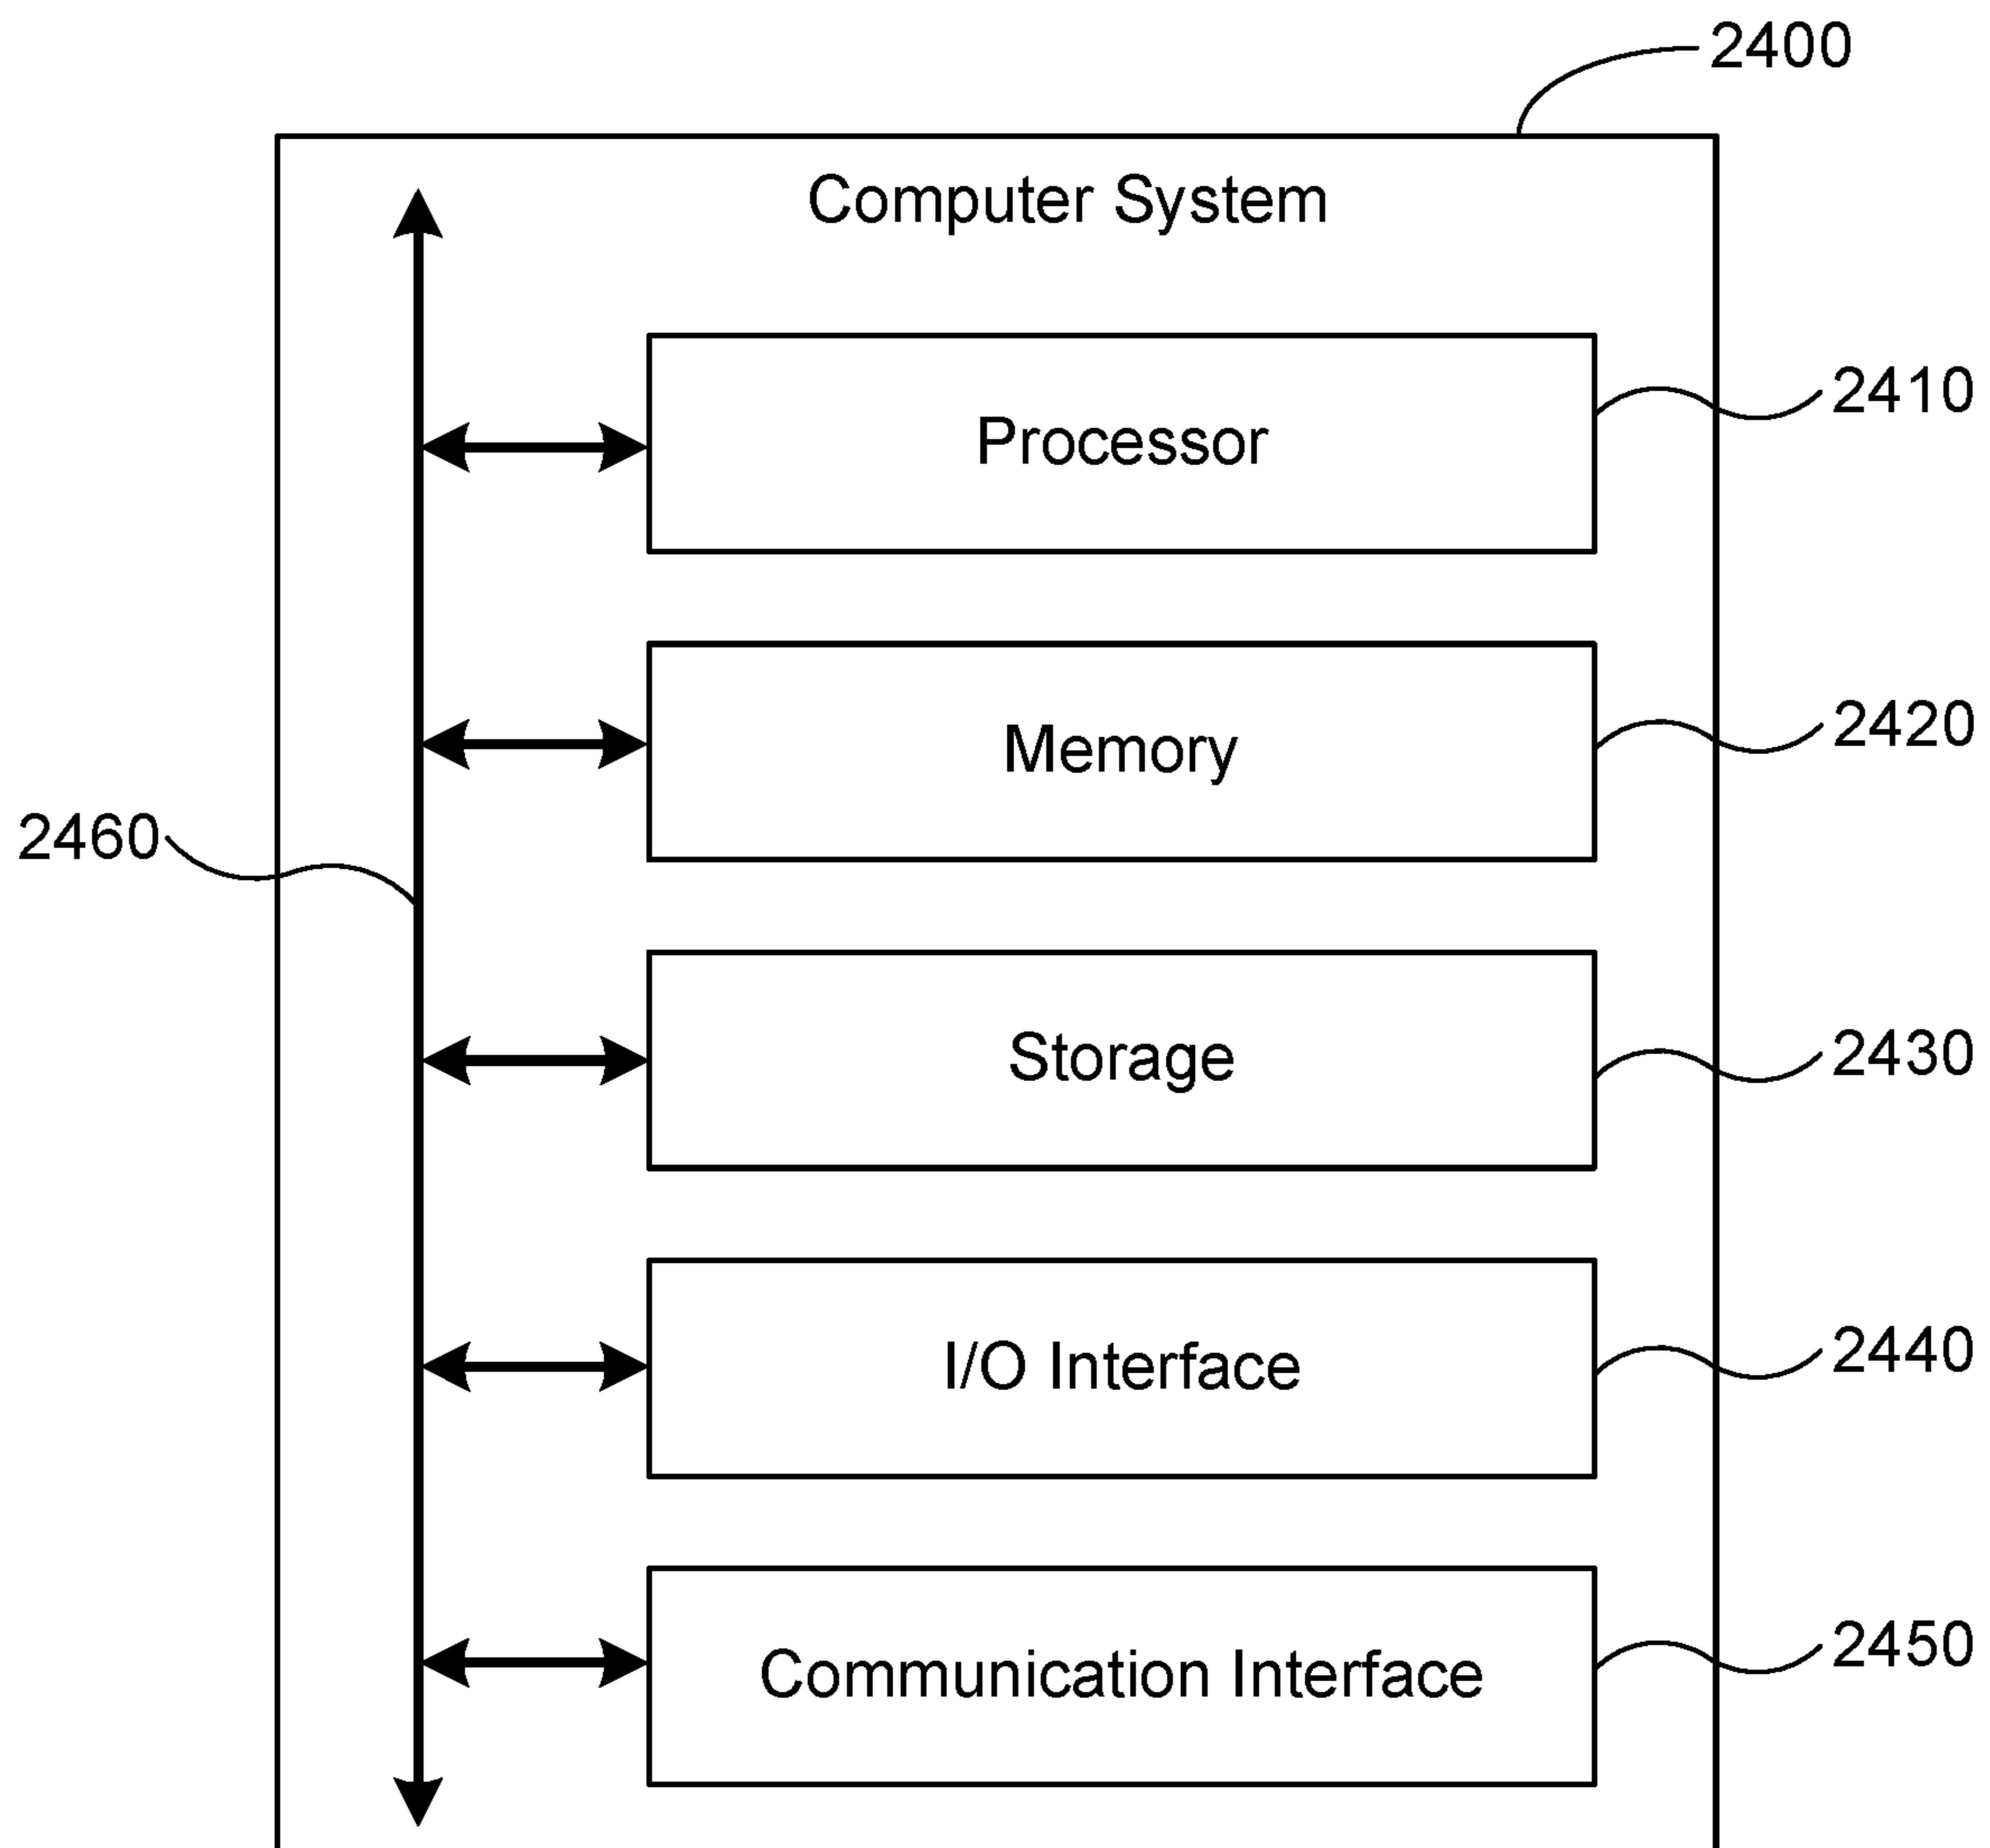 2400
Computer System
Processor
2410
Memory
2420
2460
Storage
2430
I/O Interface
2440
Communication Interface
2450